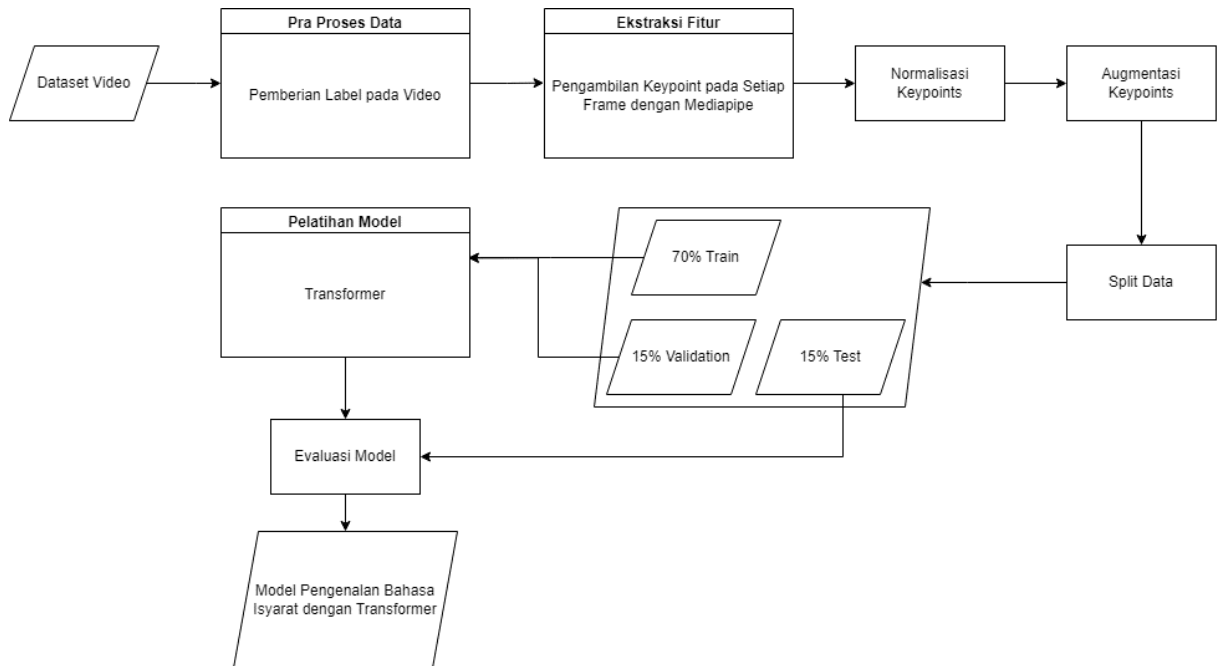 Pra Proses Data
Ekstraksi Fitur
Dataset Video
Pemberian Label pada Video
Pengambilan Keypoint pada Setiap
Frame dengan Mediapipe
Normalisasi
Keypoints
Augmentasi
Keypoints
Pelatihan Model
Transformer
70% Train
15% Validation
15% Test
Split Data
Evaluasi Model
Model Pengenalan Bahasa
Isyarat dengan Transformer